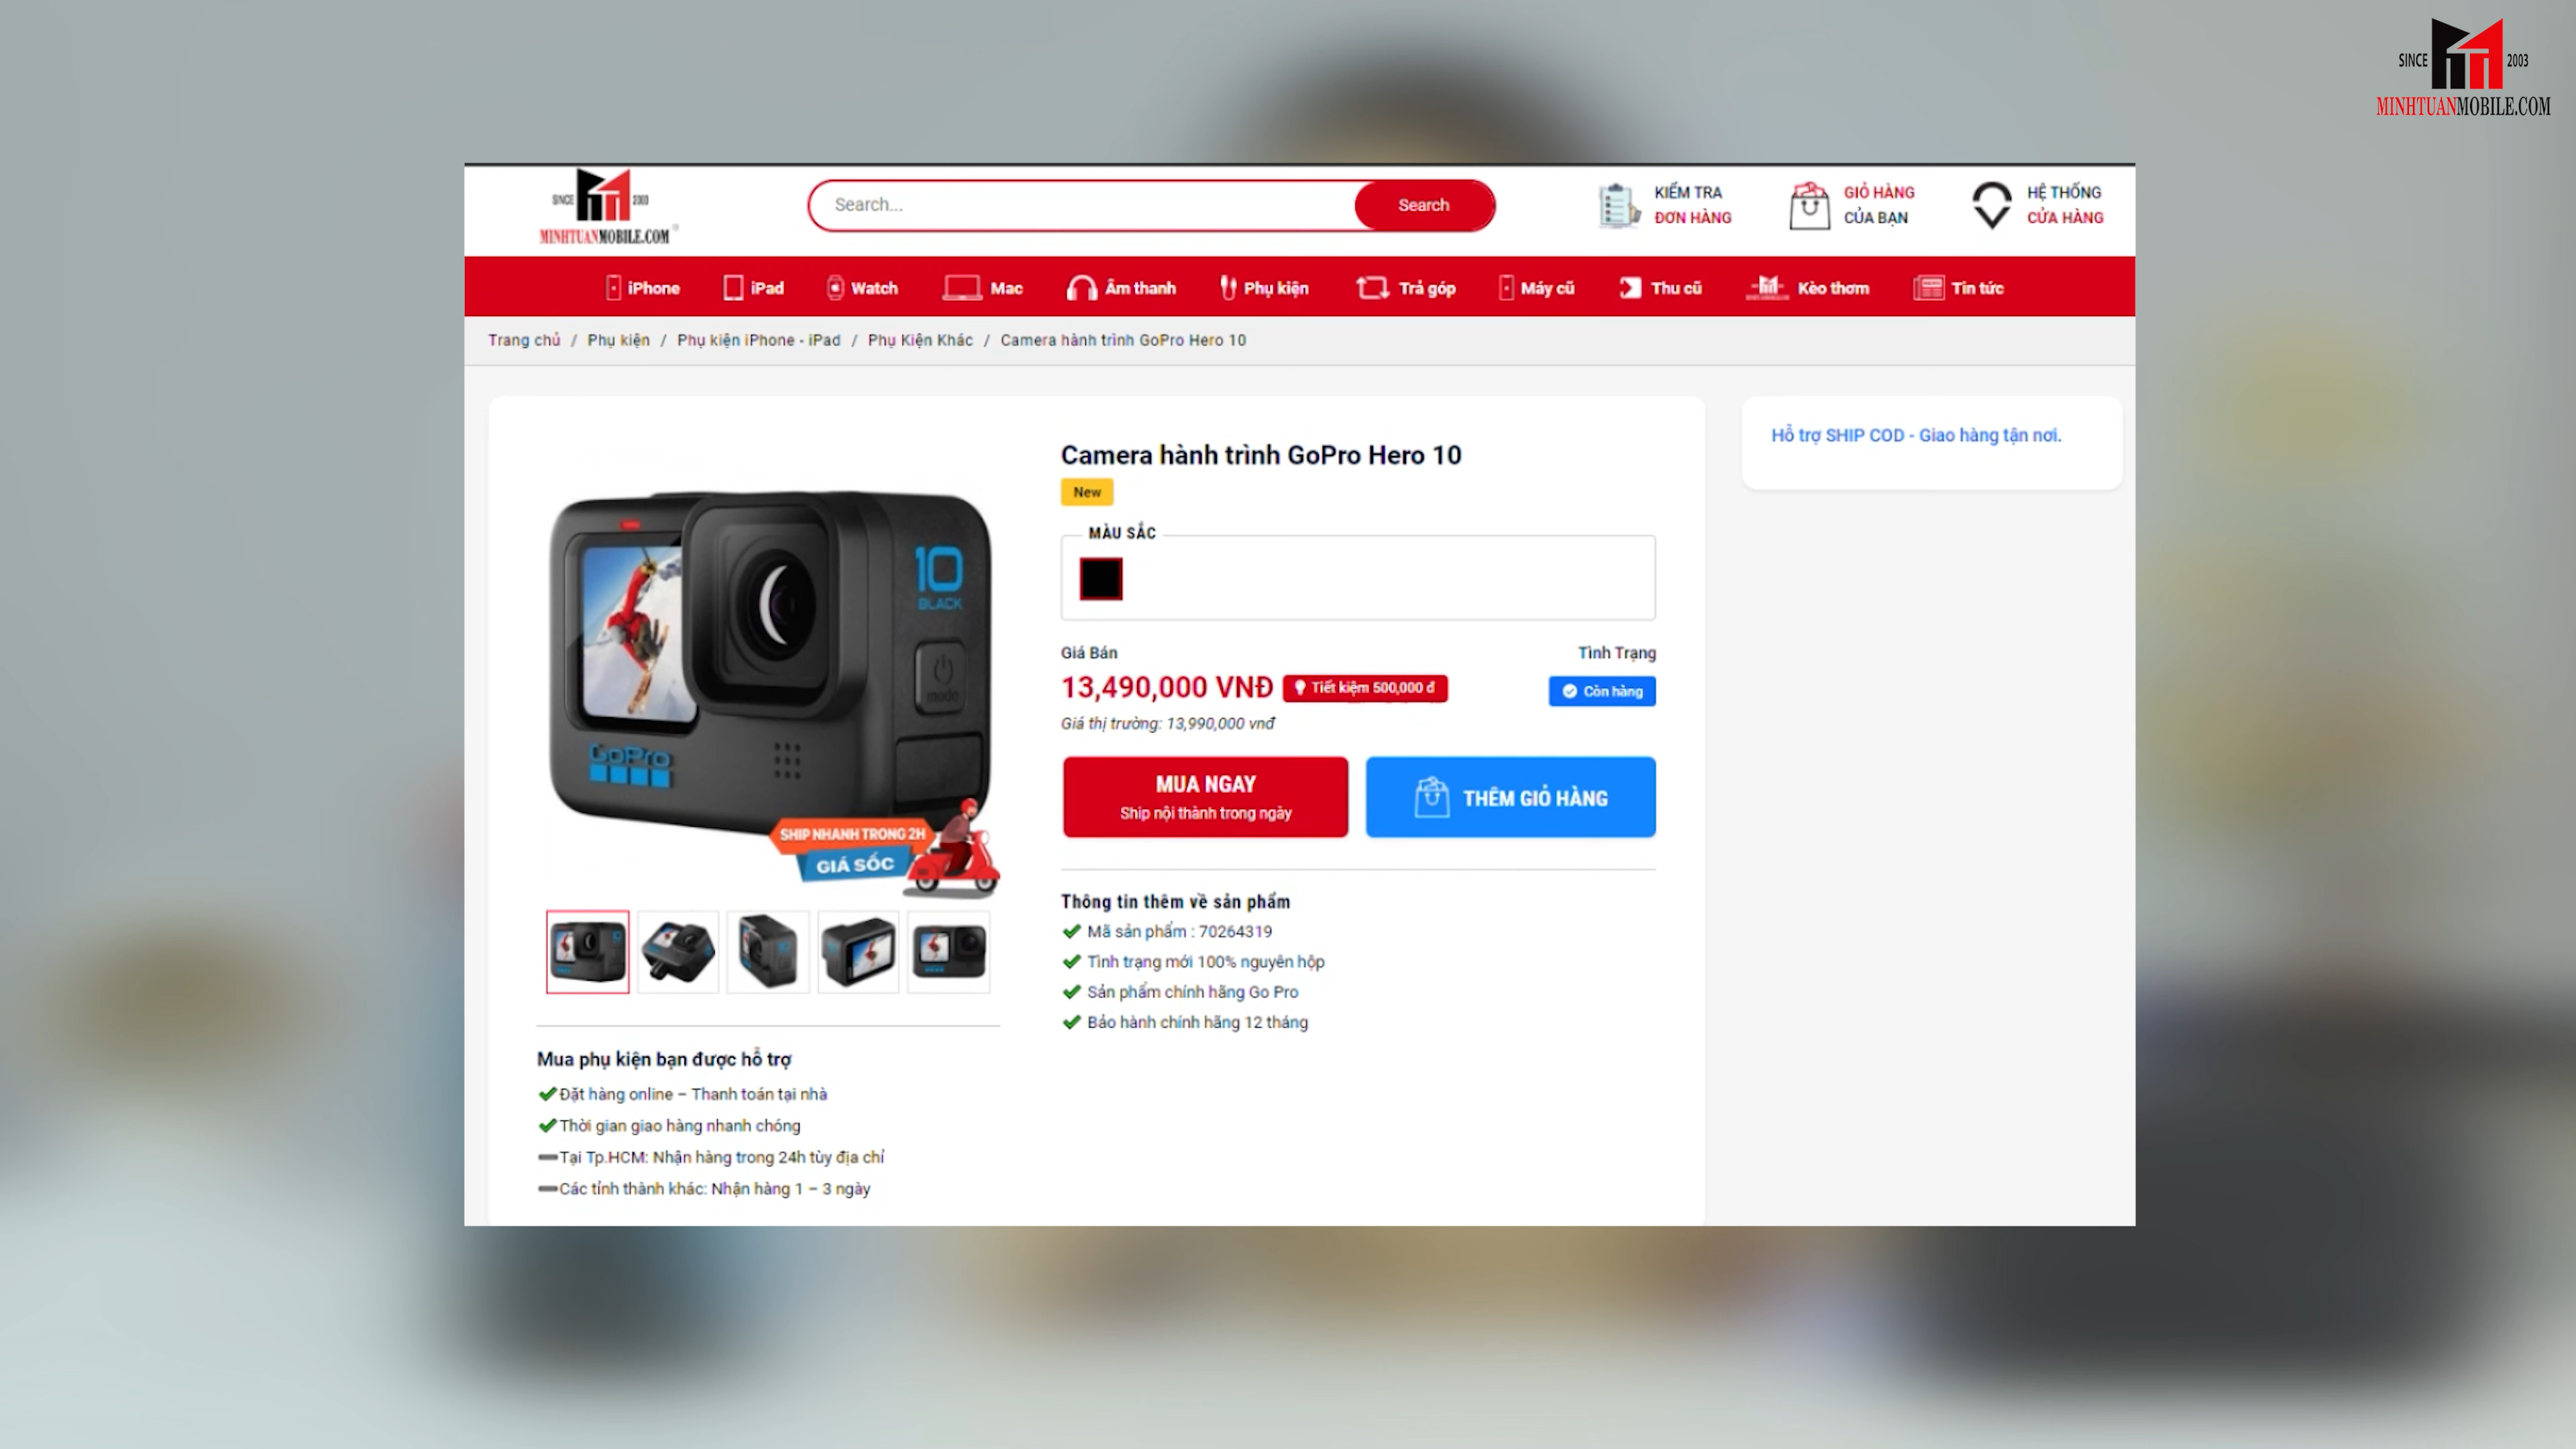 SINCE 2003
MINHTUANMOBILE.COM
SINCE 2003
MINHTUANMOBILE.COM
Search...
Search
KIỂM TRA
ĐƠN HÀNG
GIỎ HÀNG
CỦA BẠN
HỆ THỐNG
CỬA HÀNG
iPhone
iPad
Watch
Mac
Âm thanh
Phụ kiện
Trả góp
Máy cũ
Thu cũ
Kèo thơm
Tin tức
Trang chủ / Phụ kiện / Phụ kiện iPhone - iPad / Phụ Kiện Khác / Camera hành trình GoPro Hero 10
10
BLACK
mode
GoPro
SHIP NHANH TRONG 2H
GIÁ SỐC
Mua phụ kiện bạn được hỗ trợ
Đặt hàng online – Thanh toán tại nhà
Thời gian giao hàng nhanh chóng
Tại Tp.HCM: Nhận hàng trong 24h tùy địa chỉ
Các tỉnh thành khác: Nhận hàng 1 – 3 ngày
Camera hành trình GoPro Hero 10
New
MÀU SẮC
Giá Bán
Tình Trạng
13,490,000 VNĐ
Tiết kiệm 500,000 đ
Còn hàng
Giá thị trường: 13,990,000 vnđ
MUA NGAY
Ship nội thành trong ngày
THÊM GIỎ HÀNG
Thông tin thêm về sản phẩm
Mã sản phẩm : 70264319
Tình trạng mới 100% nguyên hộp
Sản phẩm chính hãng Go Pro
Bảo hành chính hãng 12 tháng
Hỗ trợ SHIP COD - Giao hàng tận nơi.